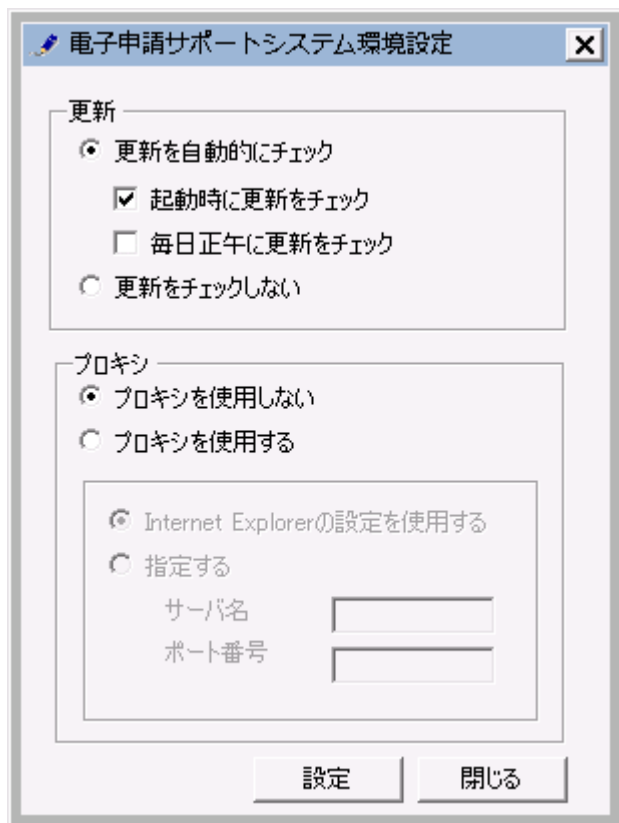 電子申請サポートシステム環境設定
更新
更新を自動的にチェック
起動時に更新をチェック
毎日正午に更新をチェック
更新をチェックしない
プロキシ
プロキシを使用しない
プロキシを使用する
Internet Explorerの設定を使用する
指定する
サーバ名
ポート番号
設定 閉じる